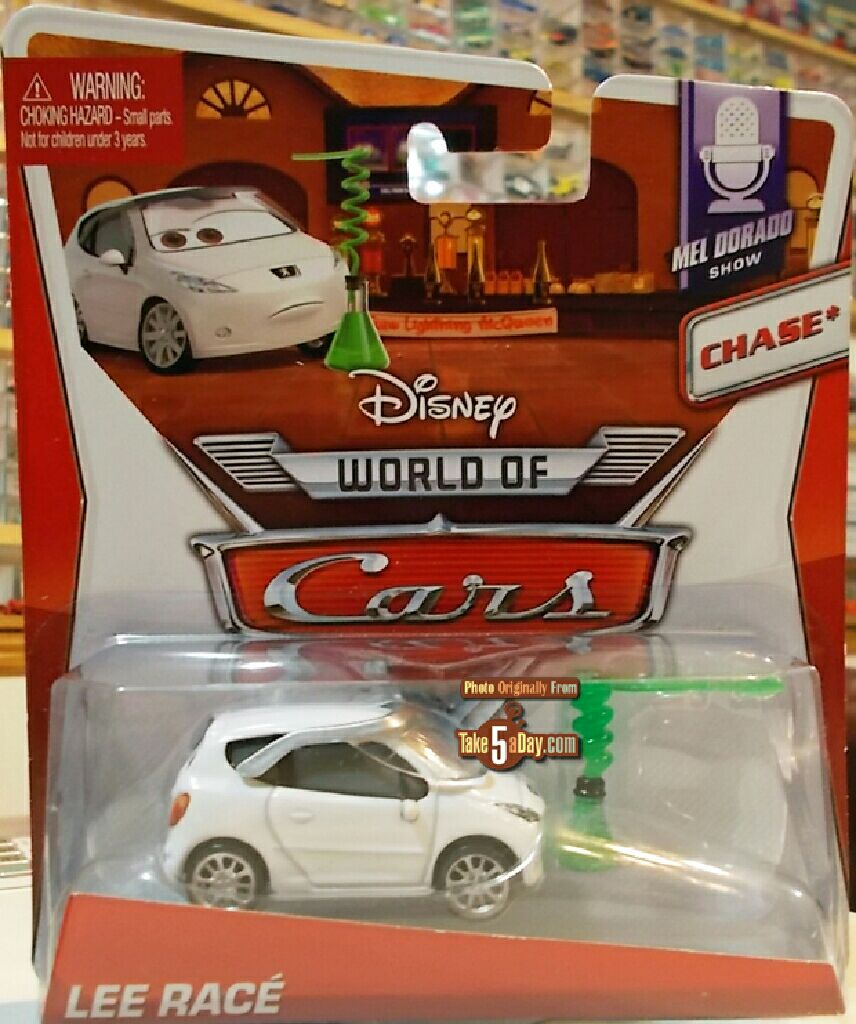 WARNING:
CHOKING HAZARD – Small parts.
Not for children under 3 years.
MEL DORADO
SHOW
CHASE*
Lightning McQueen
DISNEY
WORLD OF
Cars
Photo Originally From
Take5aDay.com
LEE RACÉ